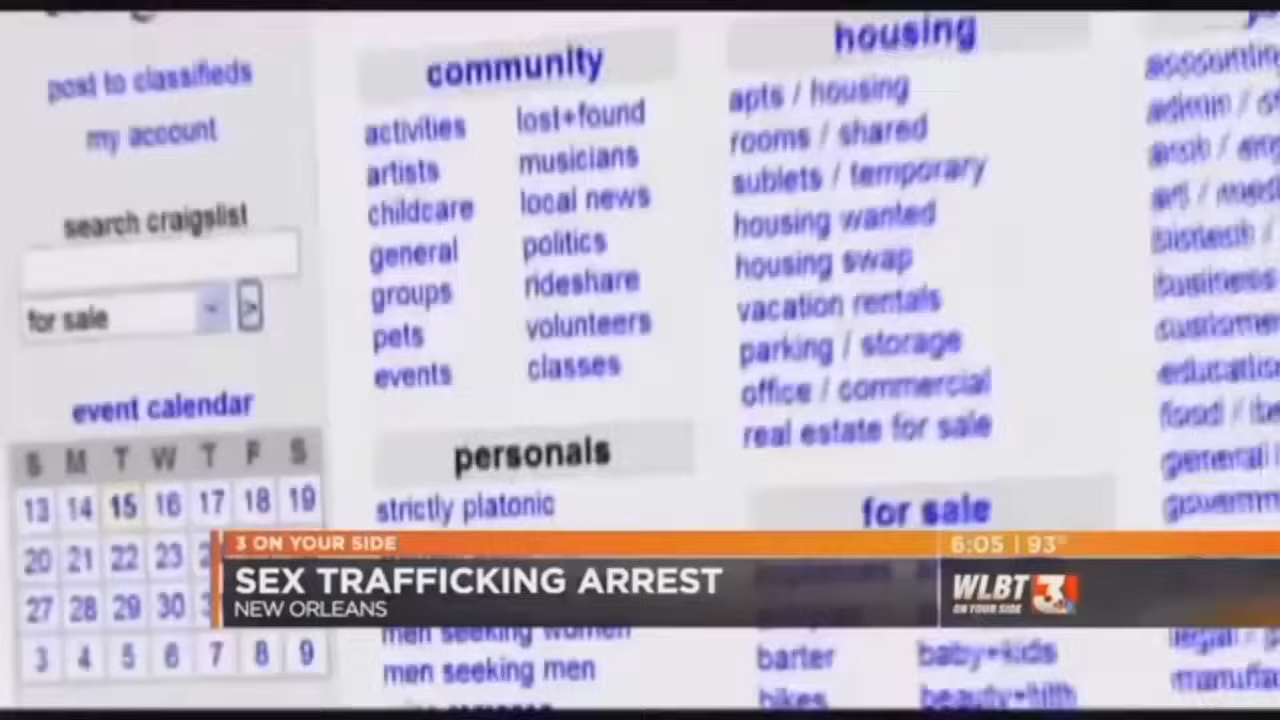 post to classifieds
my account
search craigslist
for sale
>
event calendar
S M T W T F S
13 14 15 16 17 18 19
20 21 22 23
27 28 29 30
3 4 5 6 7 8 9
community
activities
artists
childcare
general
groups
pets
events
lost+found
musicians
local news
politics
rideshare
volunteers
classes
personals
strictly platonic
men seeking women
men seeking men
housing
apts / housing
rooms / shared
sublets / temporary
housing wanted
housing swap
vacation rentals
parking / storage
office / commercial
real estate for sale
for sale
barter
bikes
baby+kids
beauty+hlth
business
general
3 ON YOUR SIDE
SEX TRAFFICKING ARREST
NEW ORLEANS
6:05 | 93°
WLBT 3
ON YOUR SIDE